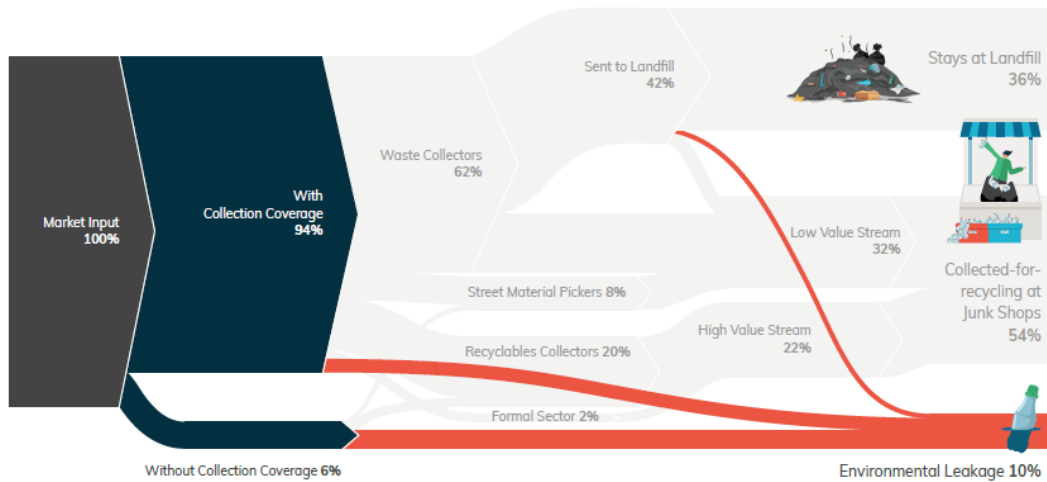 Market Input
100%
With
Collection Coverage
94%
Without Collection Coverage 6%
Waste Collectors
62%
Street Material Pickers 8%
Recyclables Collectors 20%
Formal Sector 2%
Sent to Landfill
42%
Low Value Stream
32%
High Value Stream
22%
Stays at Landfill
36%
Collected-for-
recycling at
Junk Shops
54%
Environmental Leakage 10%